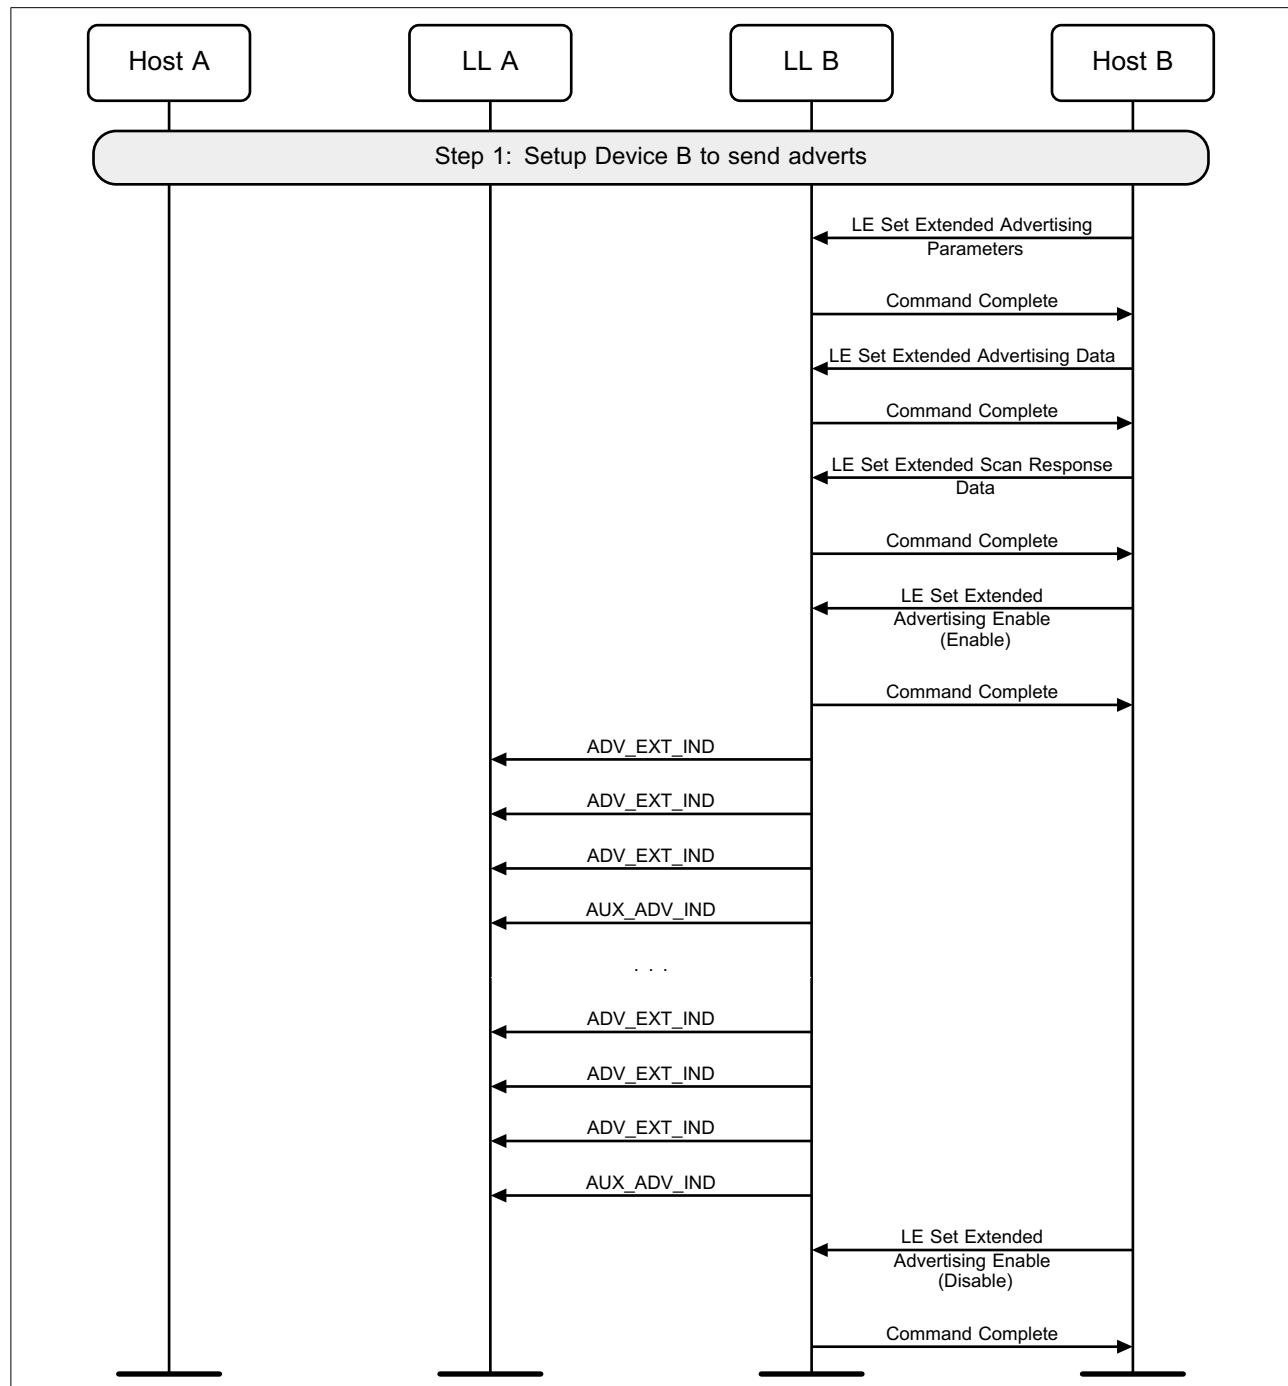 Host A
LL A
LL B
Host B
Step 1: Setup Device B to send adverts
LE Set Extended Advertising
Parameters
Command Complete
LE Set Extended Advertising Data
Command Complete
LE Set Extended Scan Response
Data
Command Complete
LE Set Extended
Advertising Enable
(Enable)
Command Complete
ADV_EXT_IND
ADV_EXT_IND
ADV_EXT_IND
AUX_ADV_IND
. . .
ADV_EXT_IND
ADV_EXT_IND
ADV_EXT_IND
AUX_ADV_IND
LE Set Extended
Advertising Enable
(Disable)
Command Complete